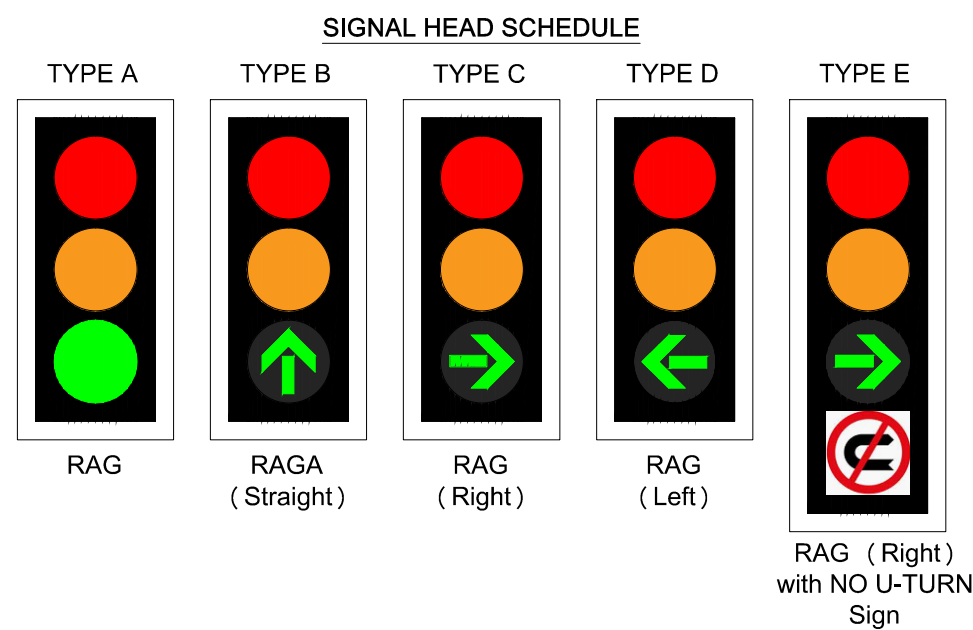 SIGNAL HEAD SCHEDULE
TYPE A
TYPE B
TYPE C
TYPE D
TYPE E
RAG
RAGA
( Straight )
RAG
( Right )
RAG
( Left )
RAG ( Right )
with NO U-TURN
Sign